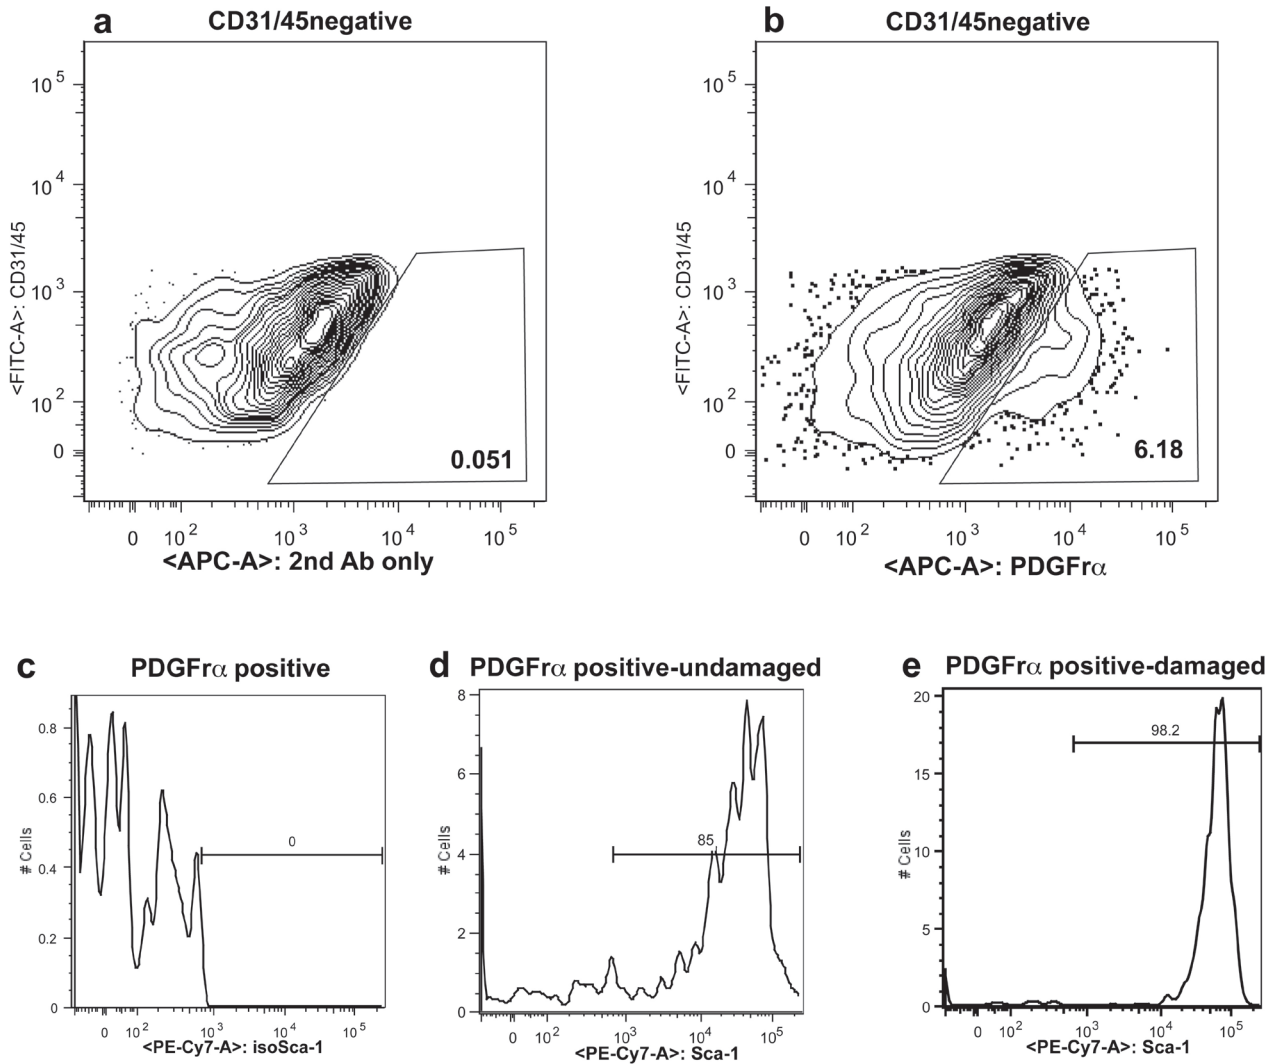 a CD31/45negative
10 5
10 4
10 3
10 2
0
<FITC-A>: CD31/45
0.051
0 10 2 10 3 10 4 10 5
<APC-A>: 2nd Ab only
b CD31/45negative
10 5
10 4
10 3
10 2
0
<FITC-A>: CD31/45
6.18
0 10 2 10 3 10 4 10 5
<APC-A>: PDGFrα
c PDGFrα positive
0.8
0.6
0.4
0.2
0
# Cells
0
0 10 2 10 3 10 4 10 5
<PE-Cy7-A>: isoSca-1
d PDGFrα positive-undamaged
8
6
4
2
0
# Cells
85
0 10 2 10 3 10 4 10 5
<PE-Cy7-A>: Sca-1
e PDGFrα positive-damaged
20
15
10
5
0
# Cells
98.2
0 10 2 10 3 10 4 10 5
<PE-Cy7-A>: Sca-1